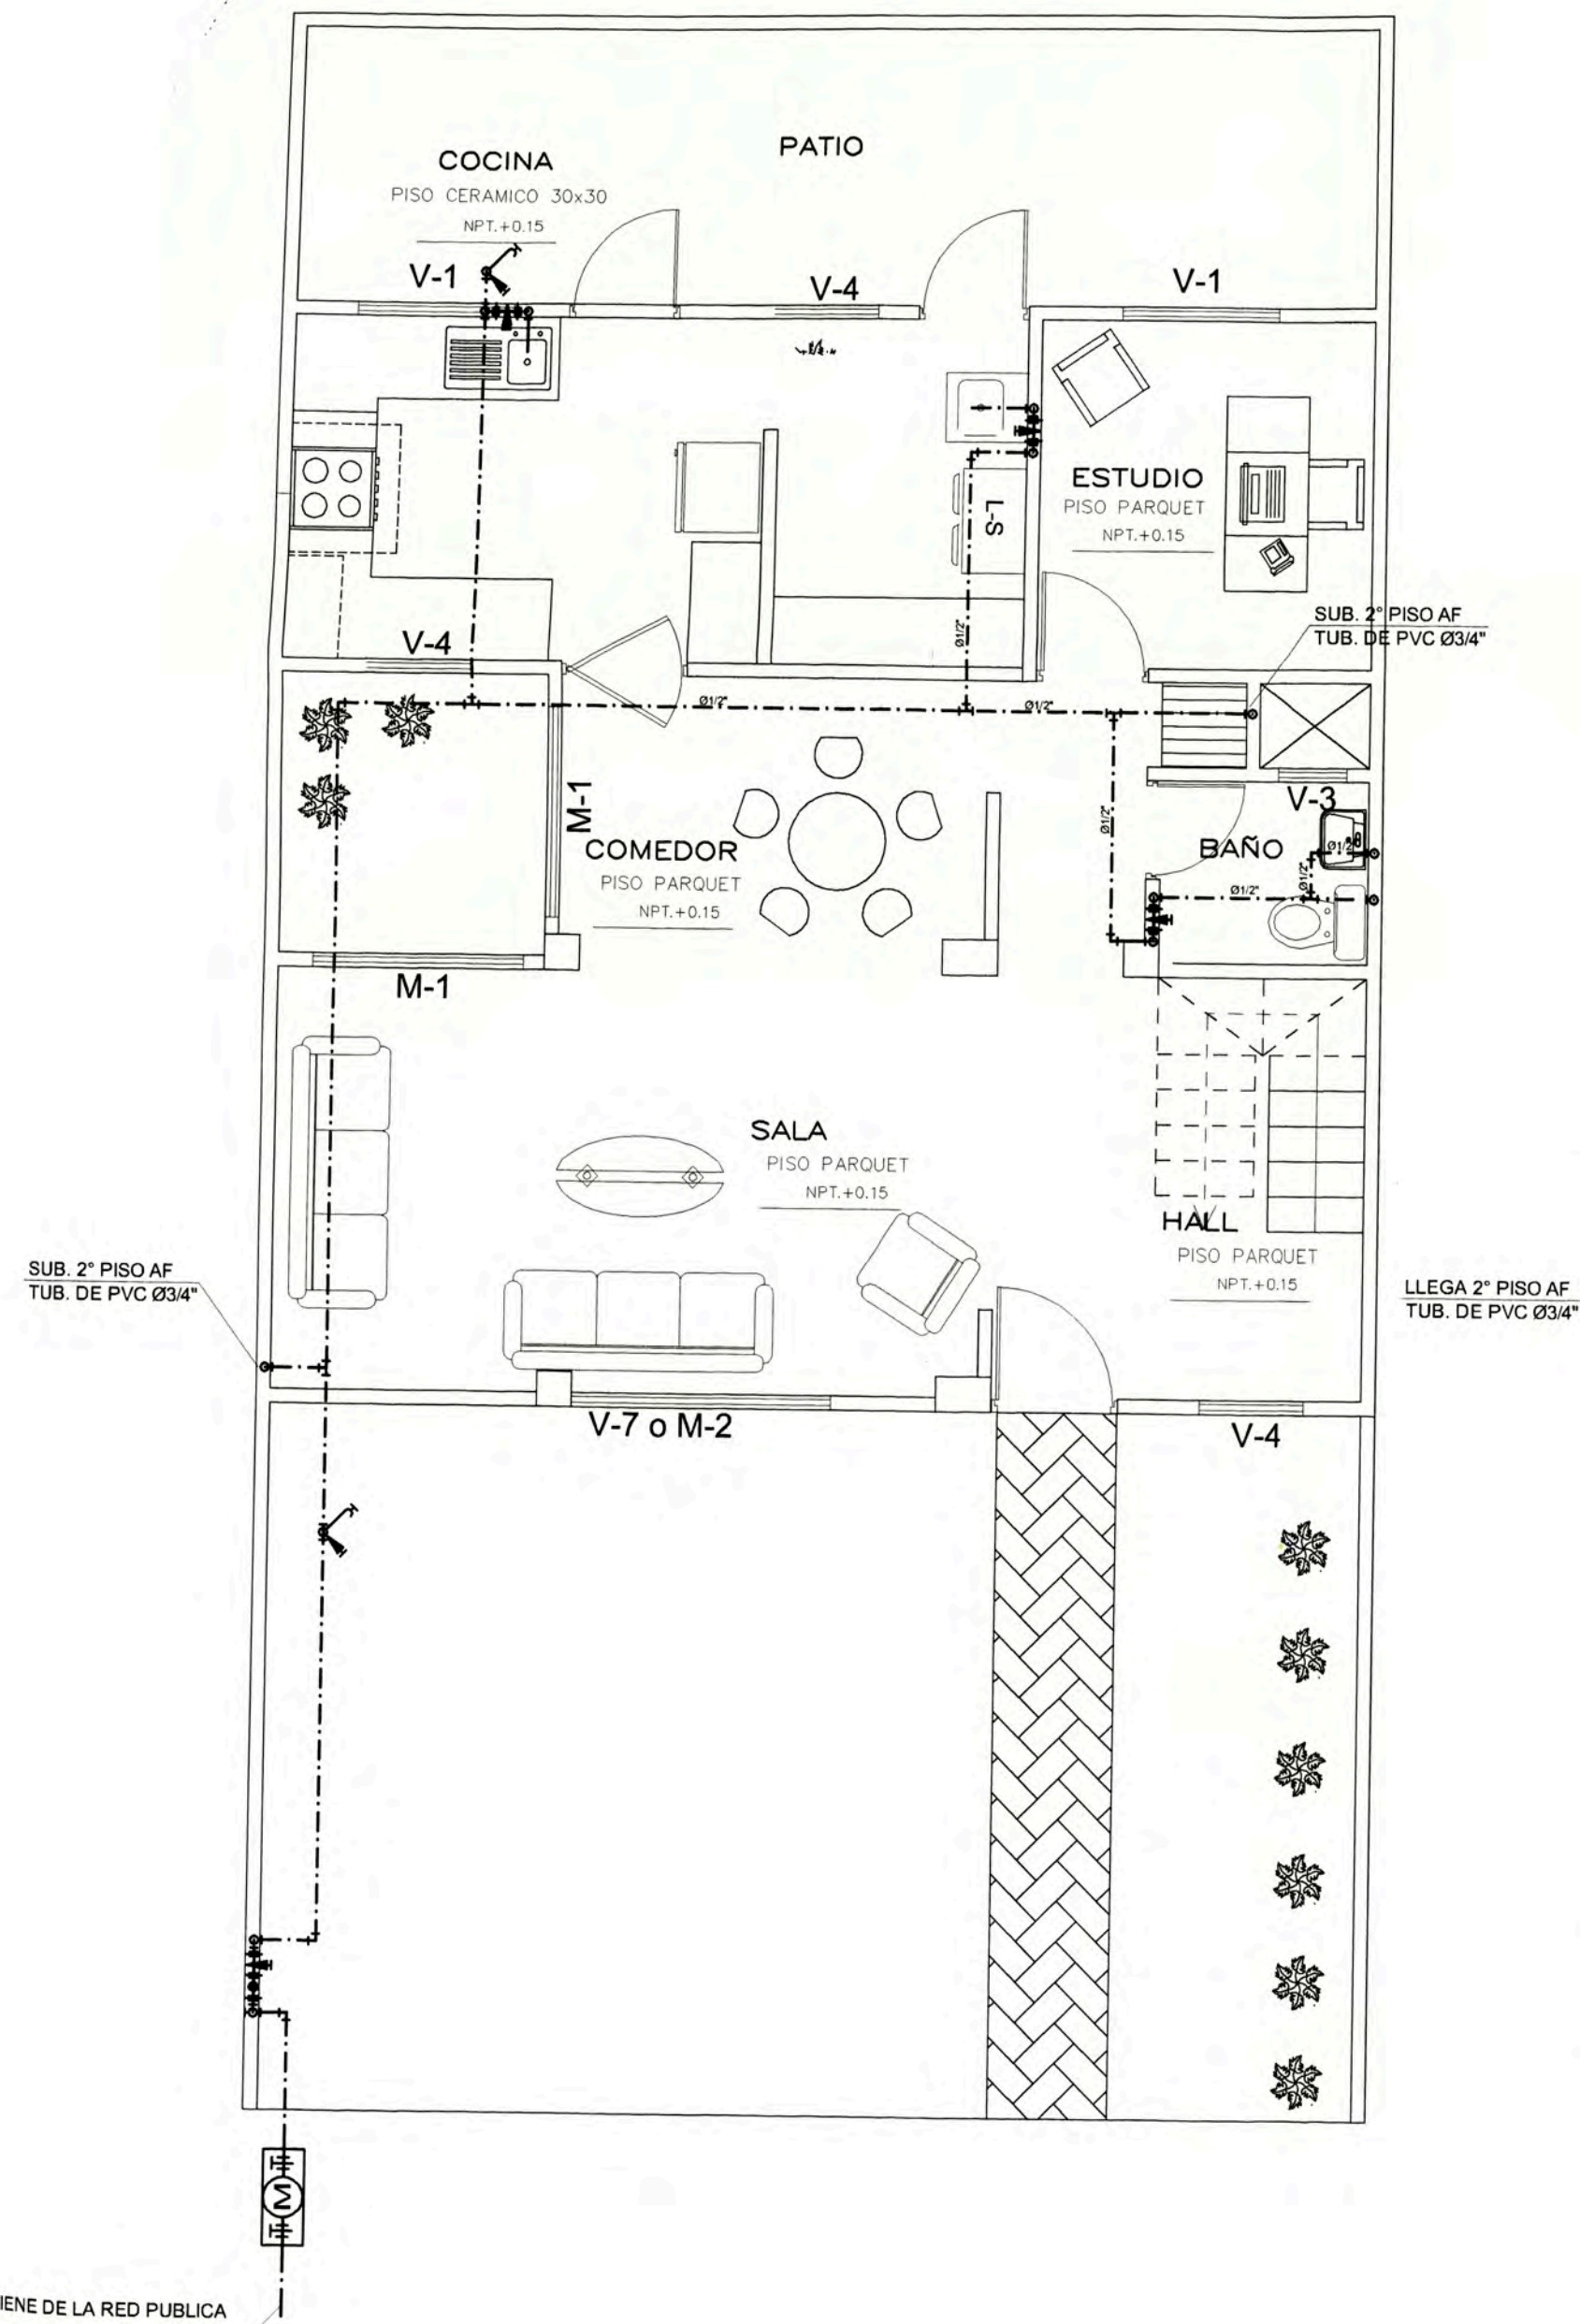 PATIO
COCINA
PISO CERAMICO 30x30
NPT.+0.15
V-1
V-4
V-1
ESTUDIO
PISO PARQUET
NPT.+0.15
L-S
SUB. 2° PISO AF
TUB. DE PVC Ø3/4"
Ø1/2"
V-4
Ø1/2"
Ø1/2"
M-1
V-3
Ø1/2"
COMEDOR
PISO PARQUET
NPT.+0.15
BAÑO
Ø1/2"
Ø1/2"
Ø1/2"
M-1
SALA
PISO PARQUET
NPT.+0.15
HALL
PISO PARQUET
NPT.+0.15
SUB. 2° PISO AF
TUB. DE PVC Ø3/4"
LLEGA 2° PISO AF
TUB. DE PVC Ø3/4"
V-7 o M-2
V-4
M
IENE DE LA RED PUBLICA